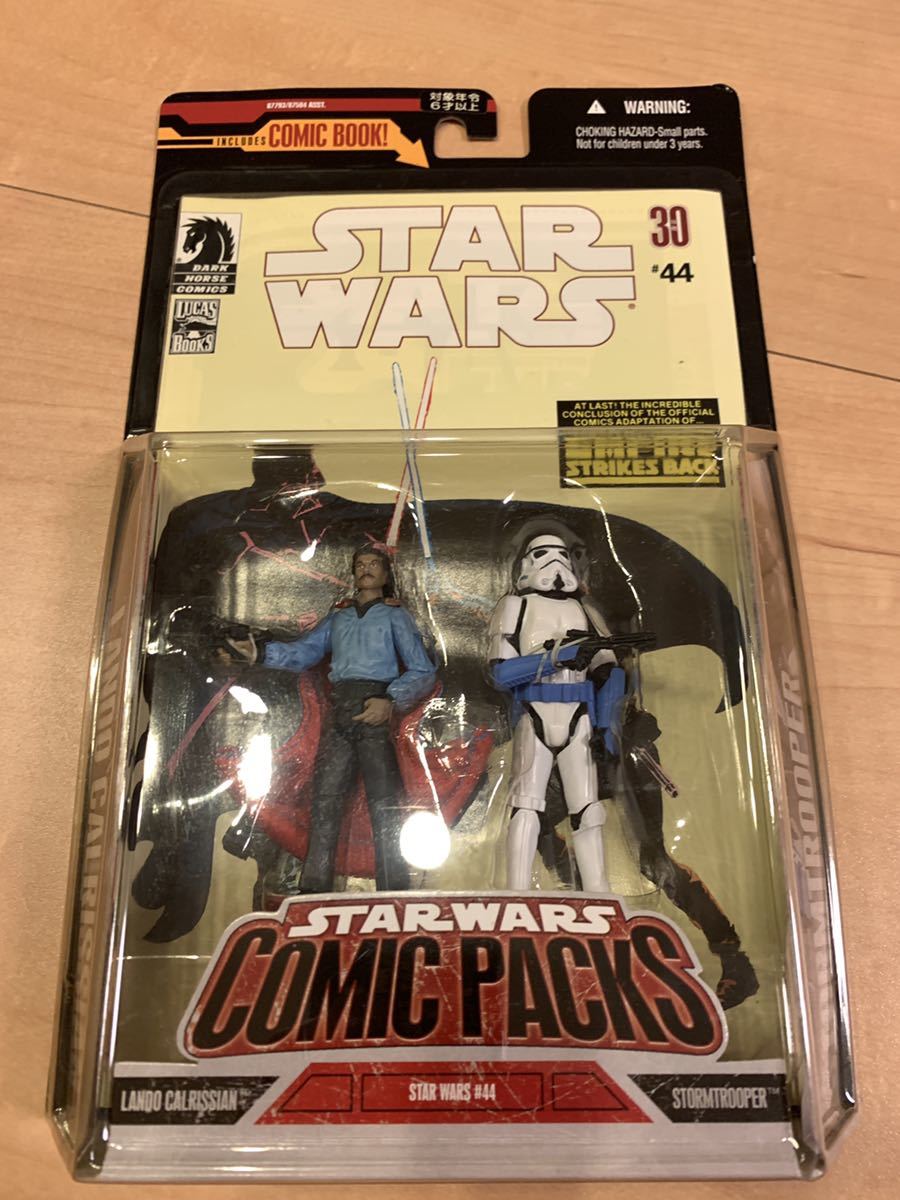 87793/87504 ASST.
対象年令
6才以上
INCLUDES COMIC BOOK!
WARNING:
CHOKING HAZARD-Small parts.
Not for children under 3 years.
DARK
HORSE
COMICS
LUCAS
BOOKS
STAR
WARS®
30
#44
AT LAST! THE INCREDIBLE
CONCLUSION OF THE OFFICIAL
COMICS ADAPTATION OF...
EMPIRE
STRIKES BACK
STAR WARS
COMIC PACKS
LANDO CALRISSIAN™
STAR WARS #44
STORMTROOPER™
LANDO CALRISSIAN
STORMTROOPER